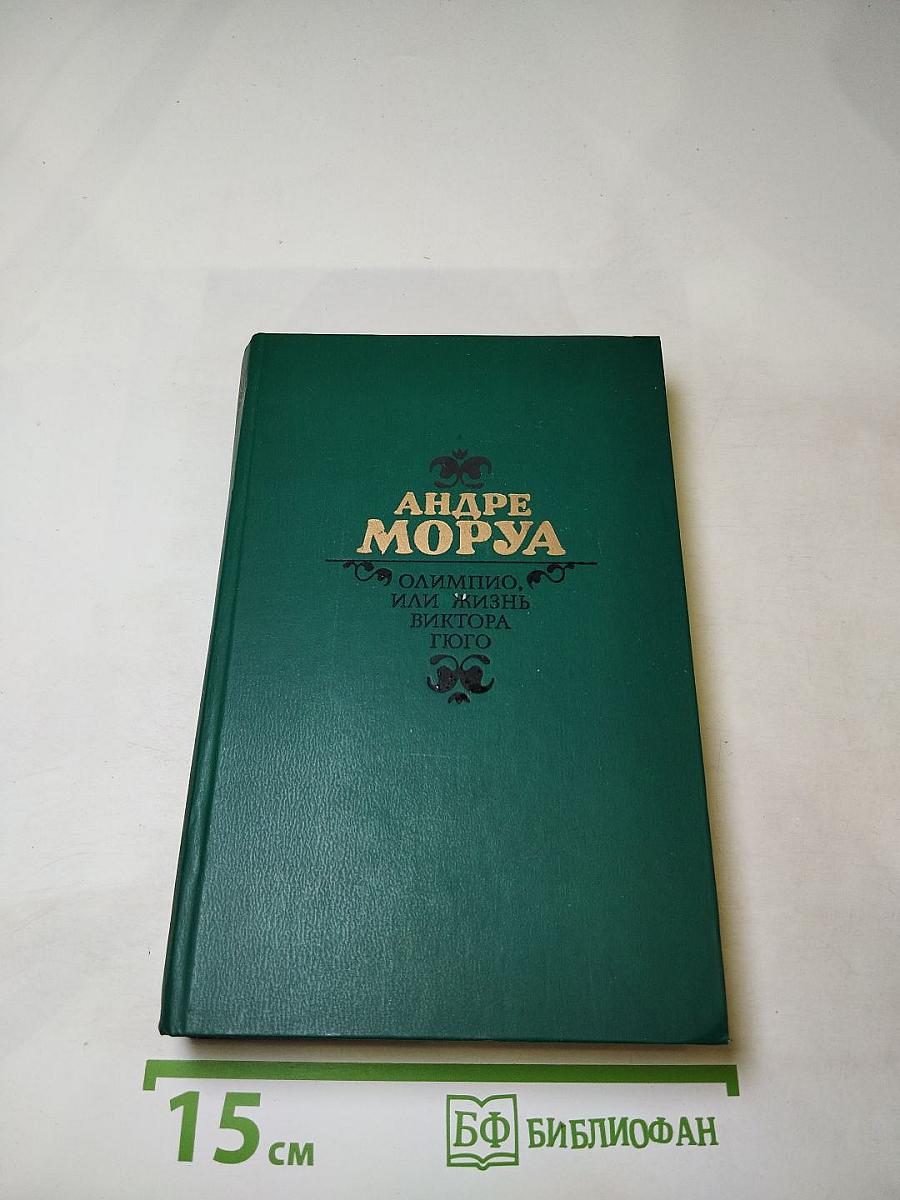 АНДРЕ
МОРУА
ОЛИМПИО,
ИЛИ ЖИЗНЬ
ВИКТОРА
ГЮГО
15 см
БФ БИБЛИОФАН